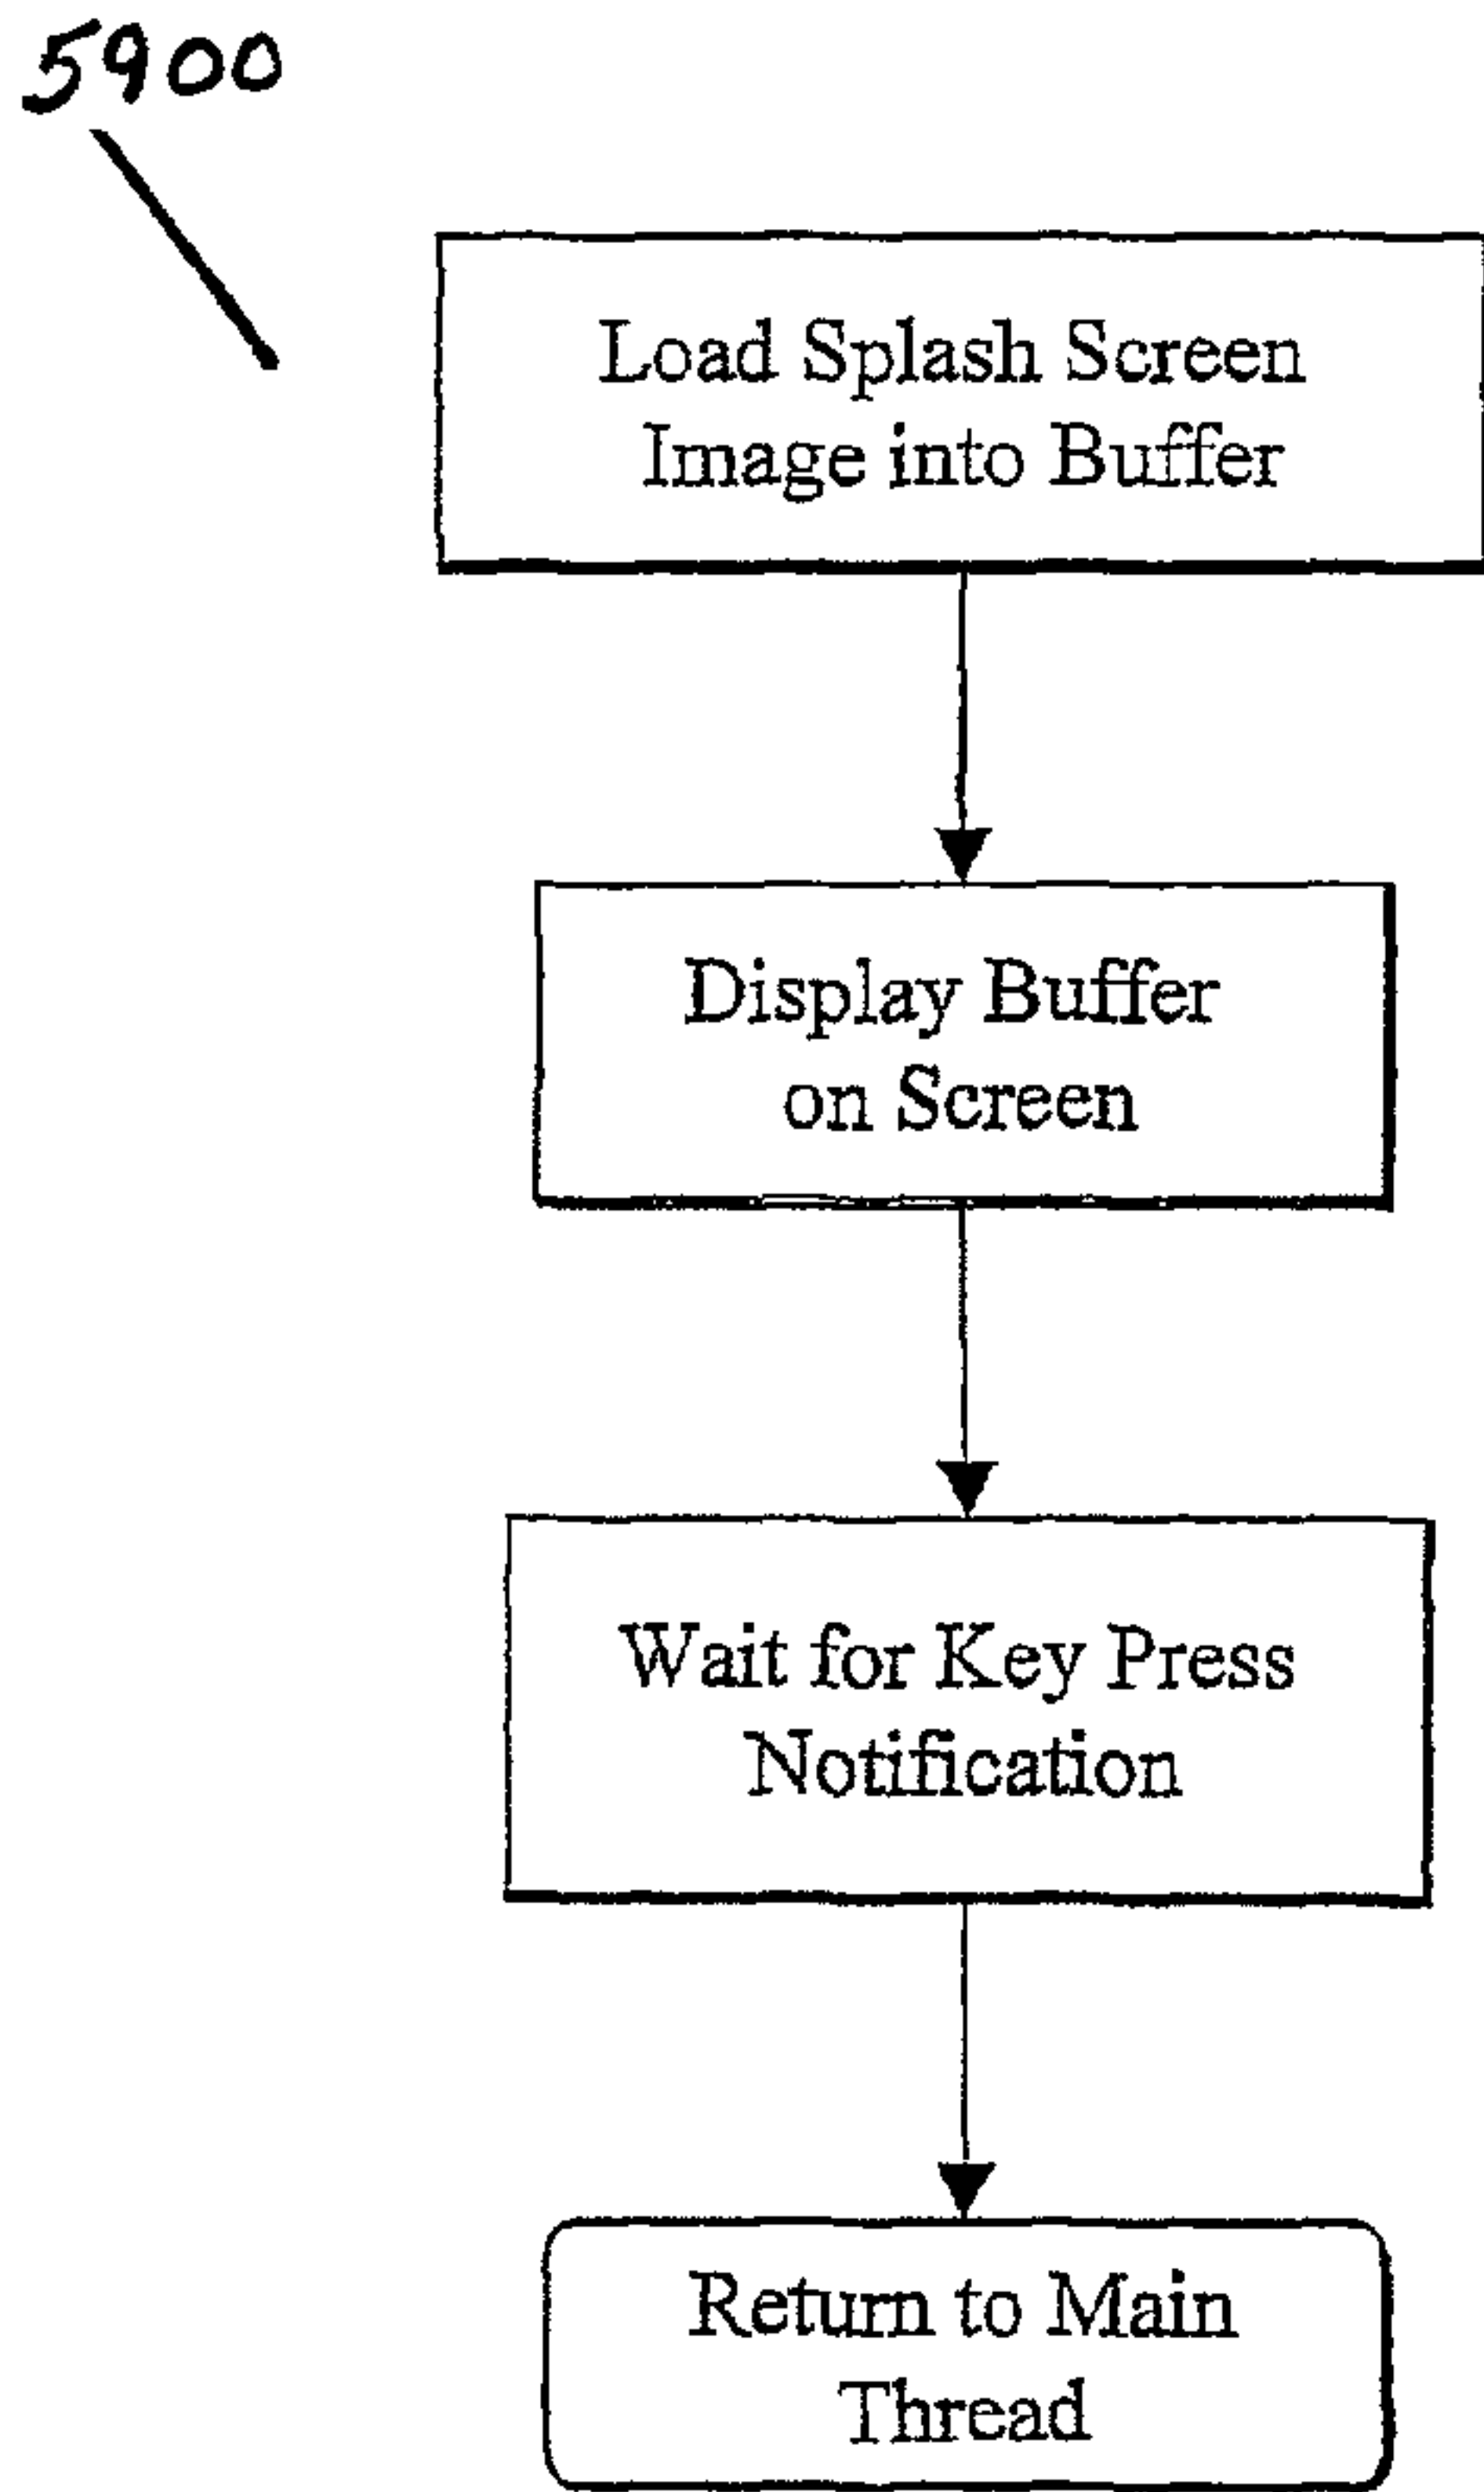 5900
Load Splash Screen
Image into Buffer
Display Buffer
on Screen
Wait for Key Press
Notification
Return to Main
Thread